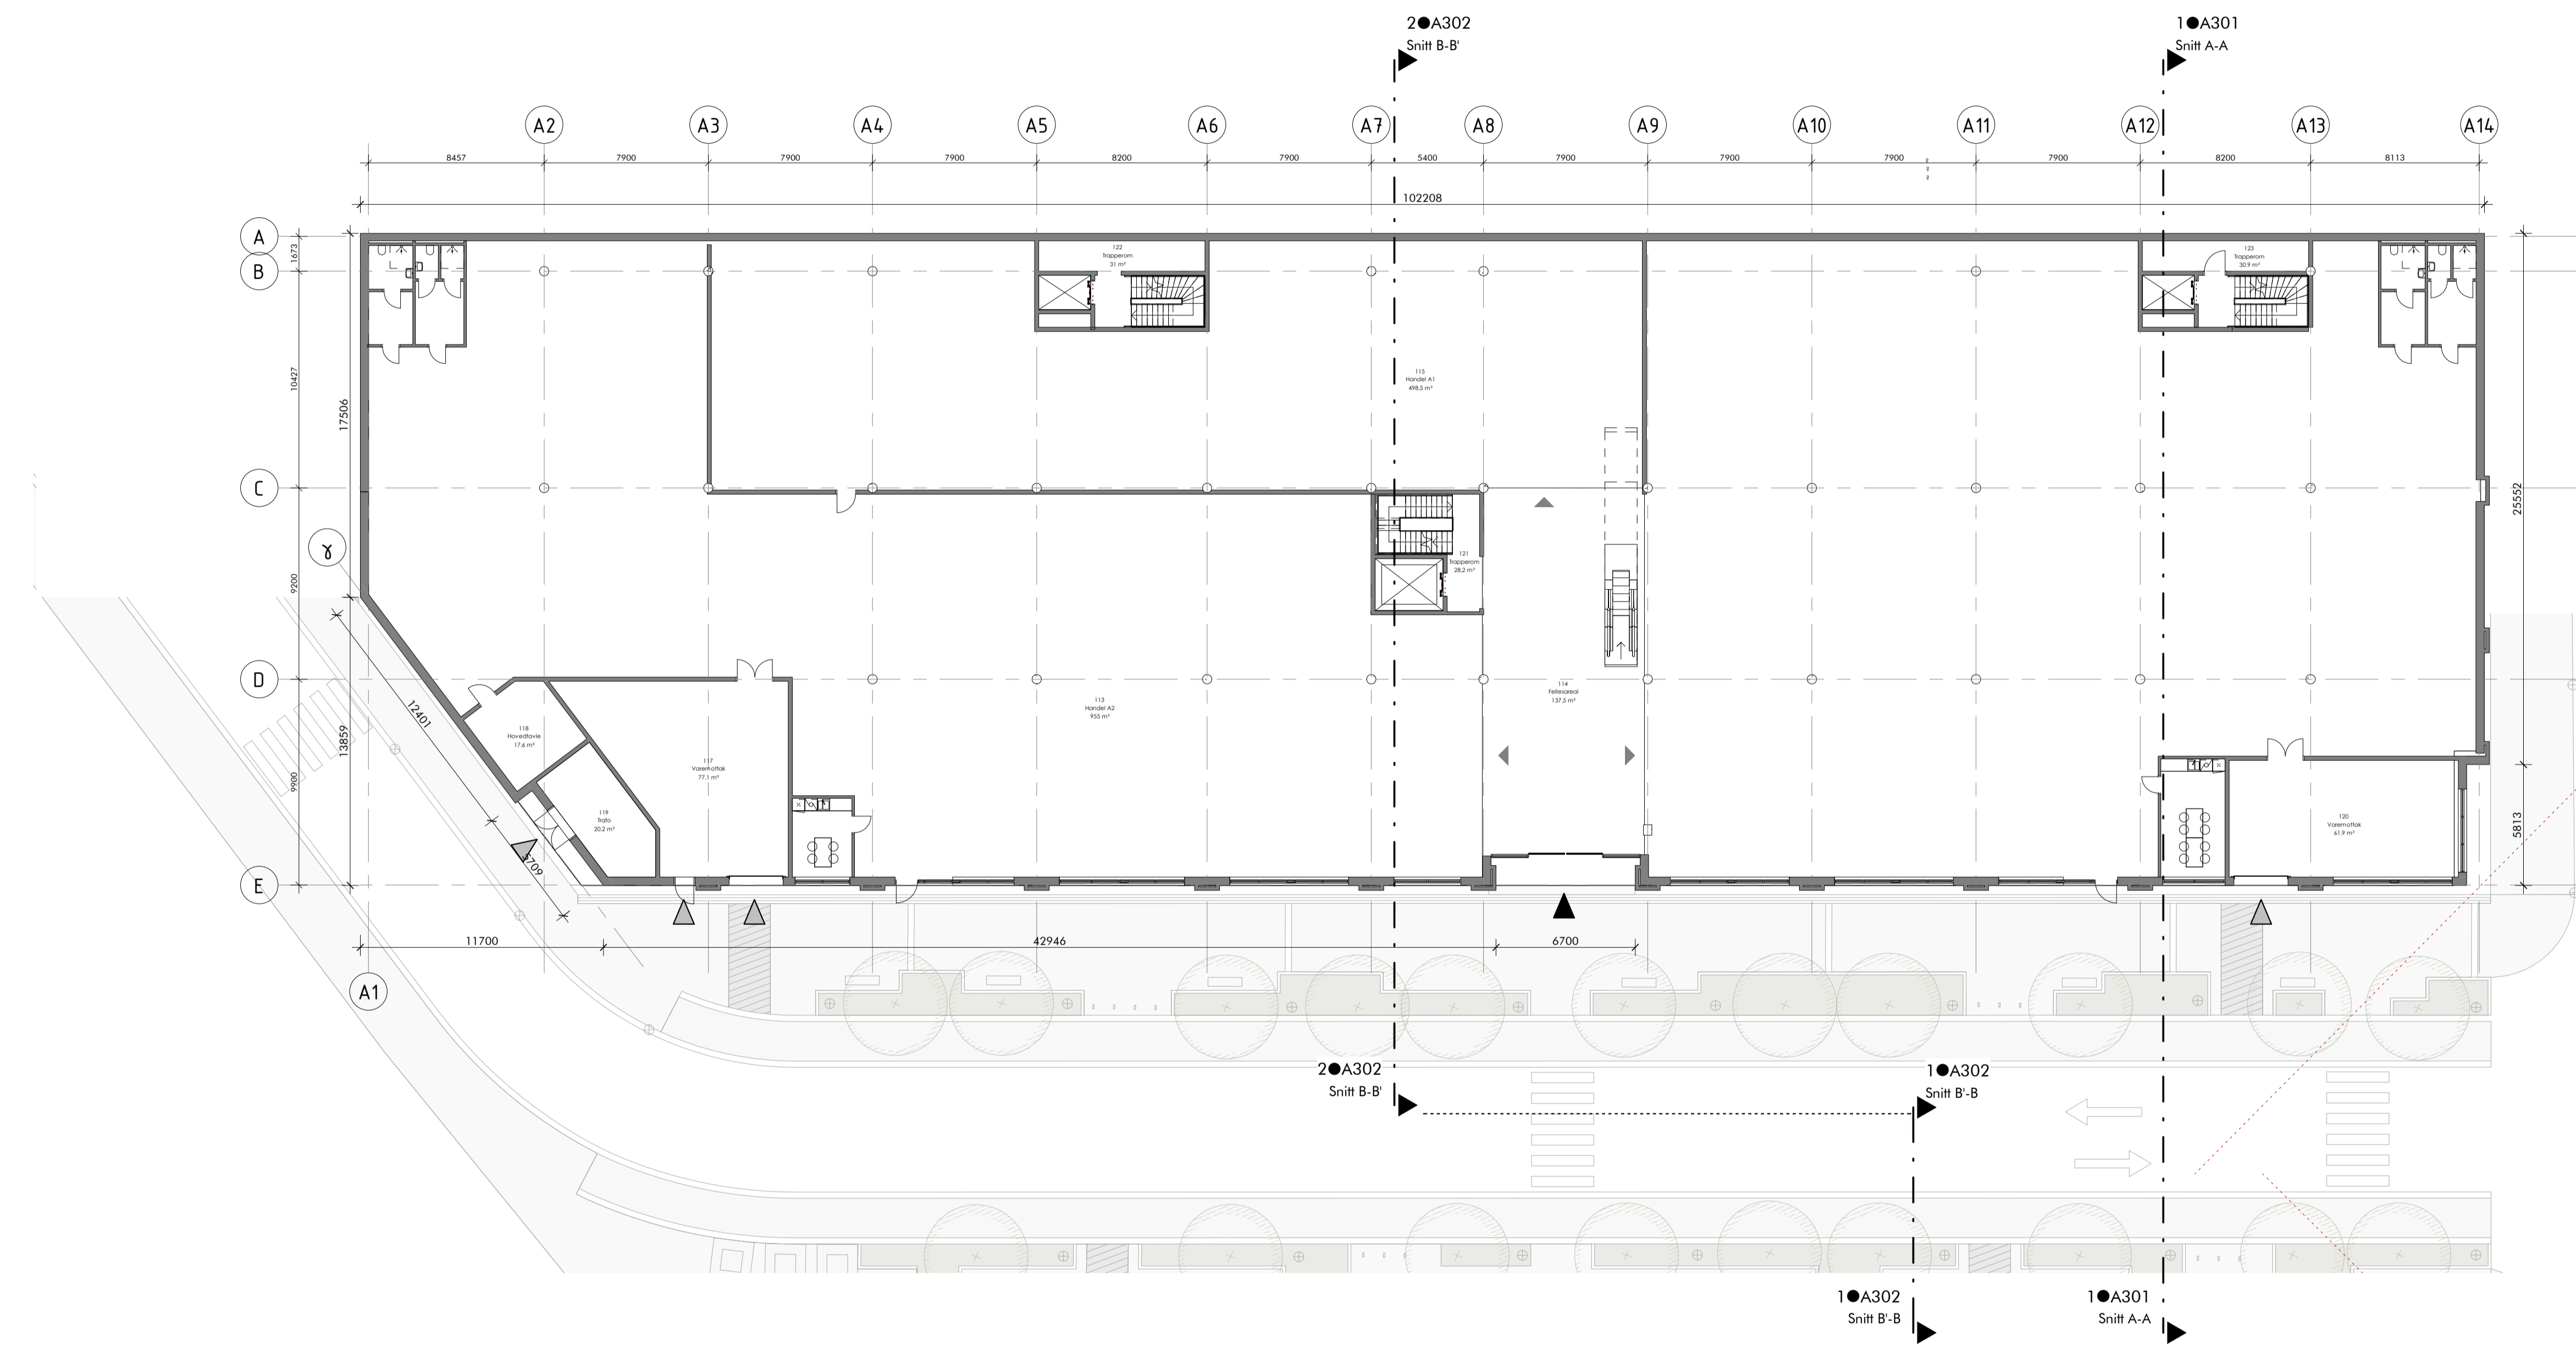 2●A302
Snitt B-B'
1●A301
Snitt A-A
A2
A3
A4
A5
A6
A7
A8
A9
A10
A11
A12
A13
A14
8457
7900
7900
7900
8200
7900
5400
7900
7900
7900
7900
8200
8113
102208
A
B
C
D
E
ɣ
A1
1673
10427
9200
9900
17506
13859
12401
5709
25552
5813
122
Trapperom
31 m²
123
Trapperom
30.9 m²
115
Handel A1
498.5 m²
121
Trapperom
28.2 m²
114
Fellesareal
137.5 m²
113
Handel A2
955 m²
118
Hovedtavle
17.6 m²
117
Varemottak
77.1 m²
119
Trafo
20.2 m²
120
Varemottak
61.9 m²
11700
42946
6700
2●A302
Snitt B-B'
1●A302
Snitt B'-B
1●A302
Snitt B'-B
1●A301
Snitt A-A